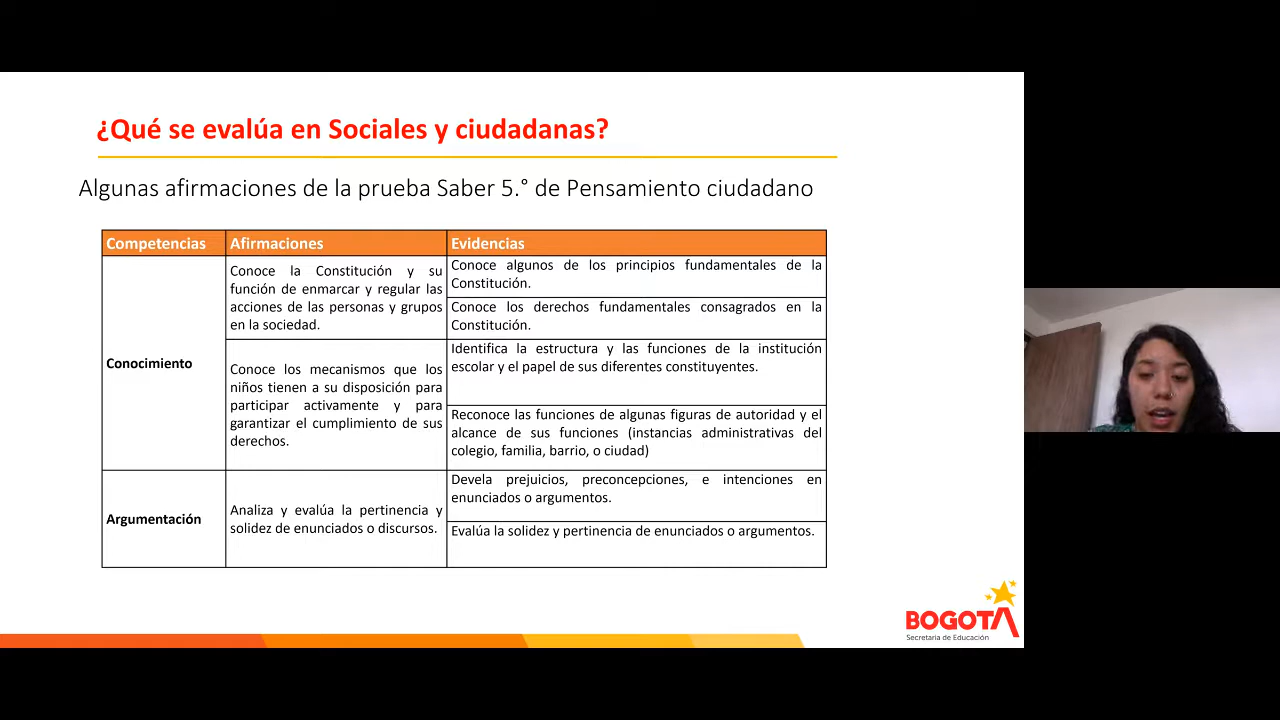 ¿Qué se evalúa en Sociales y ciudadanas?
Algunas afirmaciones de la prueba Saber 5.° de Pensamiento ciudadano
Competencias
Afirmaciones
Evidencias
Conocimiento
Conoce la Constitución y su
función de enmarcar y regular las
acciones de las personas y grupos
en la sociedad.
Conoce algunos de los principios fundamentales de la
Constitución.
Conoce los derechos fundamentales consagrados en la
Constitución.
Conoce los mecanismos que los
niños tienen a su disposición para
participar activamente y para
garantizar el cumplimiento de sus
derechos.
Identifica la estructura y las funciones de la institución
escolar y el papel de sus diferentes constituyentes.
Reconoce las funciones de algunas figuras de autoridad y el
alcance de sus funciones (instancias administrativas del
colegio, familia, barrio, o ciudad)
Argumentación
Analiza y evalúa la pertinencia y
solidez de enunciados o discursos.
Devela prejuicios, preconcepciones, e intenciones en
enunciados o argumentos.
Evalúa la solidez y pertinencia de enunciados o argumentos.
BOGOTA
Secretaría de Educación